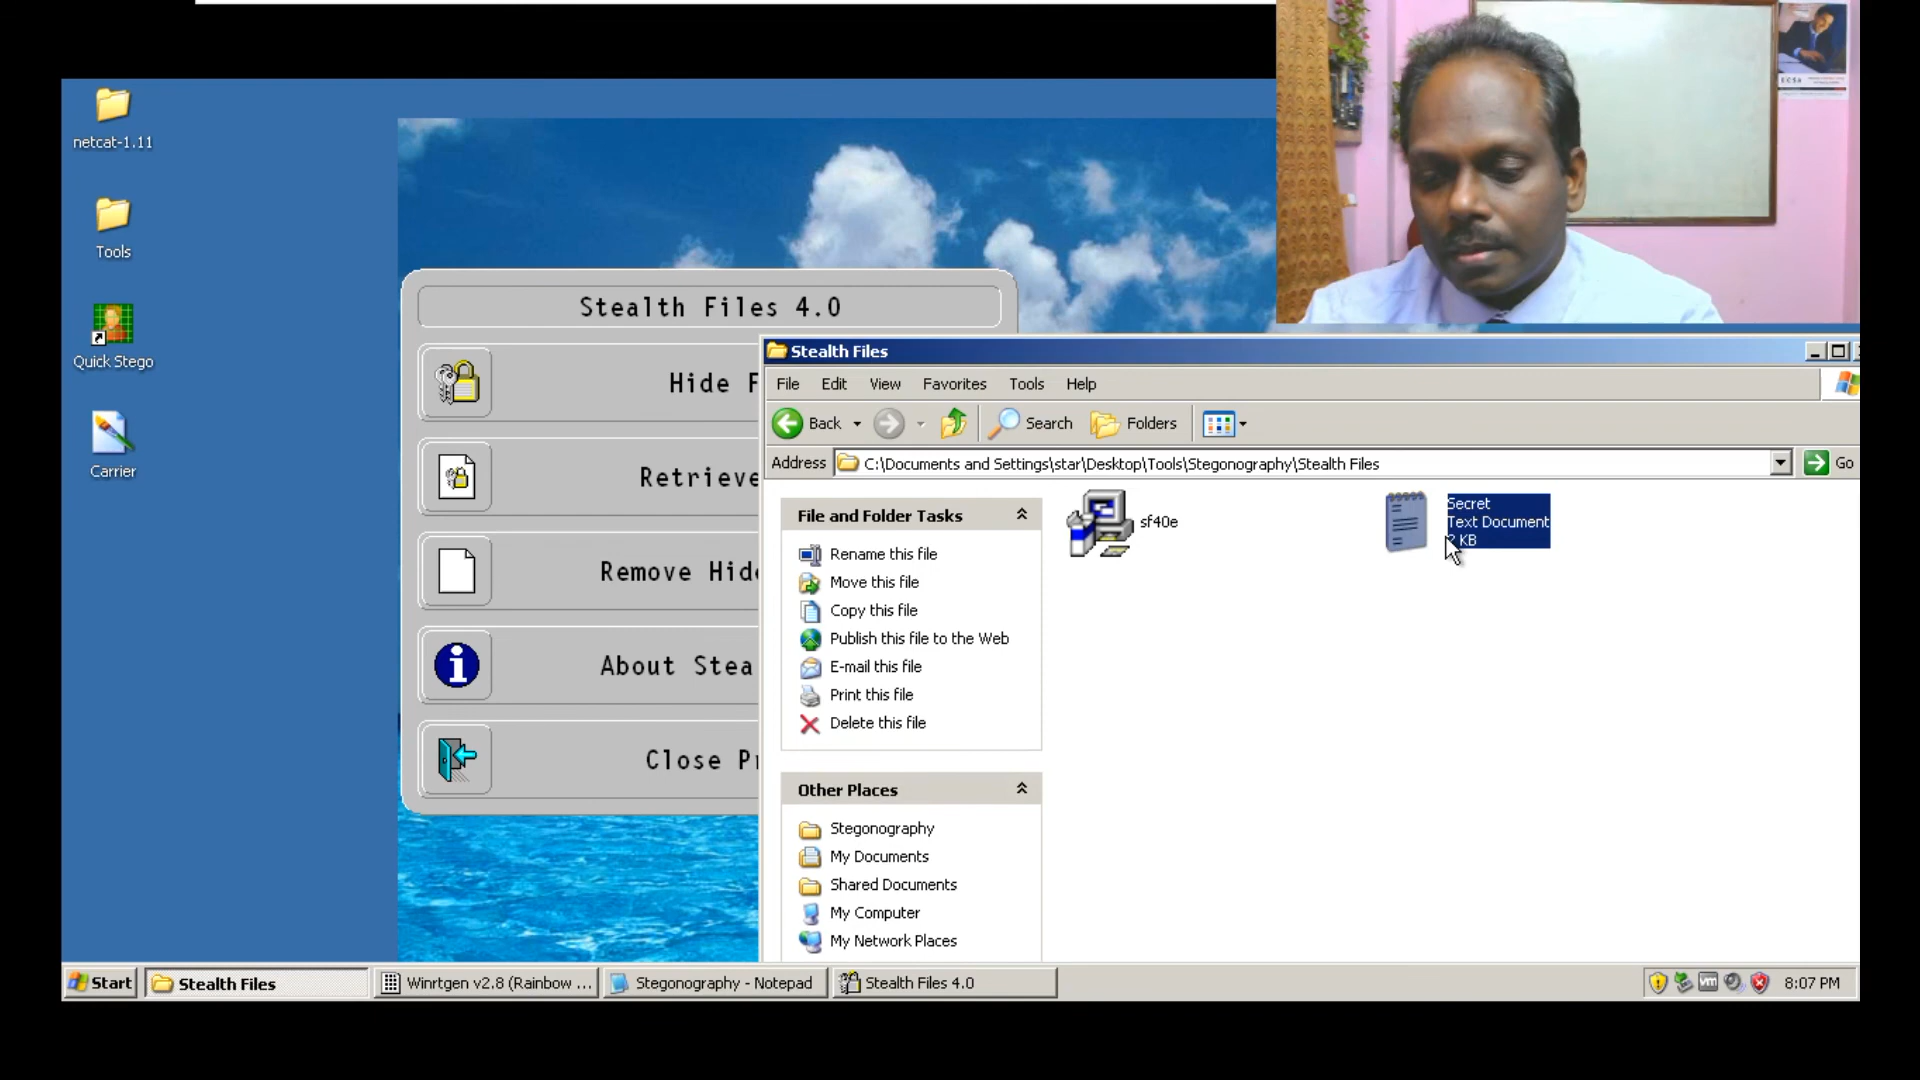 netcat-1.11
Tools
Quick Stego
Carrier
Stealth Files 4.0
Hide F
Retrieve
Remove Hid
About Stea
Close P
Stealth Files
File Edit View Favorites Tools Help
Back Search Folders
Address C:\Documents and Settings\star\Desktop\Tools\Stegonography\Stealth Files Go
File and Folder Tasks
Rename this file
Move this file
Copy this file
Publish this file to the Web
E-mail this file
Print this file
Delete this file
Other Places
Stegonography
My Documents
Shared Documents
My Computer
My Network Places
sf40e
Secret
Text Document
KB
Start Stealth Files Winrtgen v2.8 (Rainbow ... Stegonography - Notepad Stealth Files 4.0 vm 8:07 PM